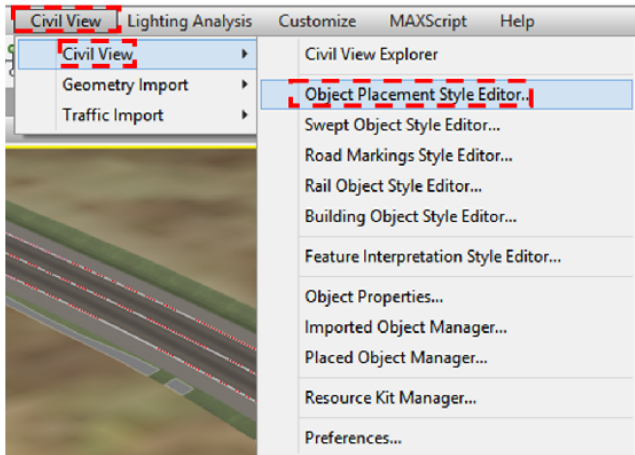 Civil View Lighting Analysis Customize MAXScript Help
Civil View
Geometry Import
Traffic Import
Civil View Explorer
Object Placement Style Editor...
Swept Object Style Editor...
Road Markings Style Editor...
Rail Object Style Editor...
Building Object Style Editor...
Feature Interpretation Style Editor...
Object Properties...
Imported Object Manager...
Placed Object Manager...
Resource Kit Manager...
Preferences...